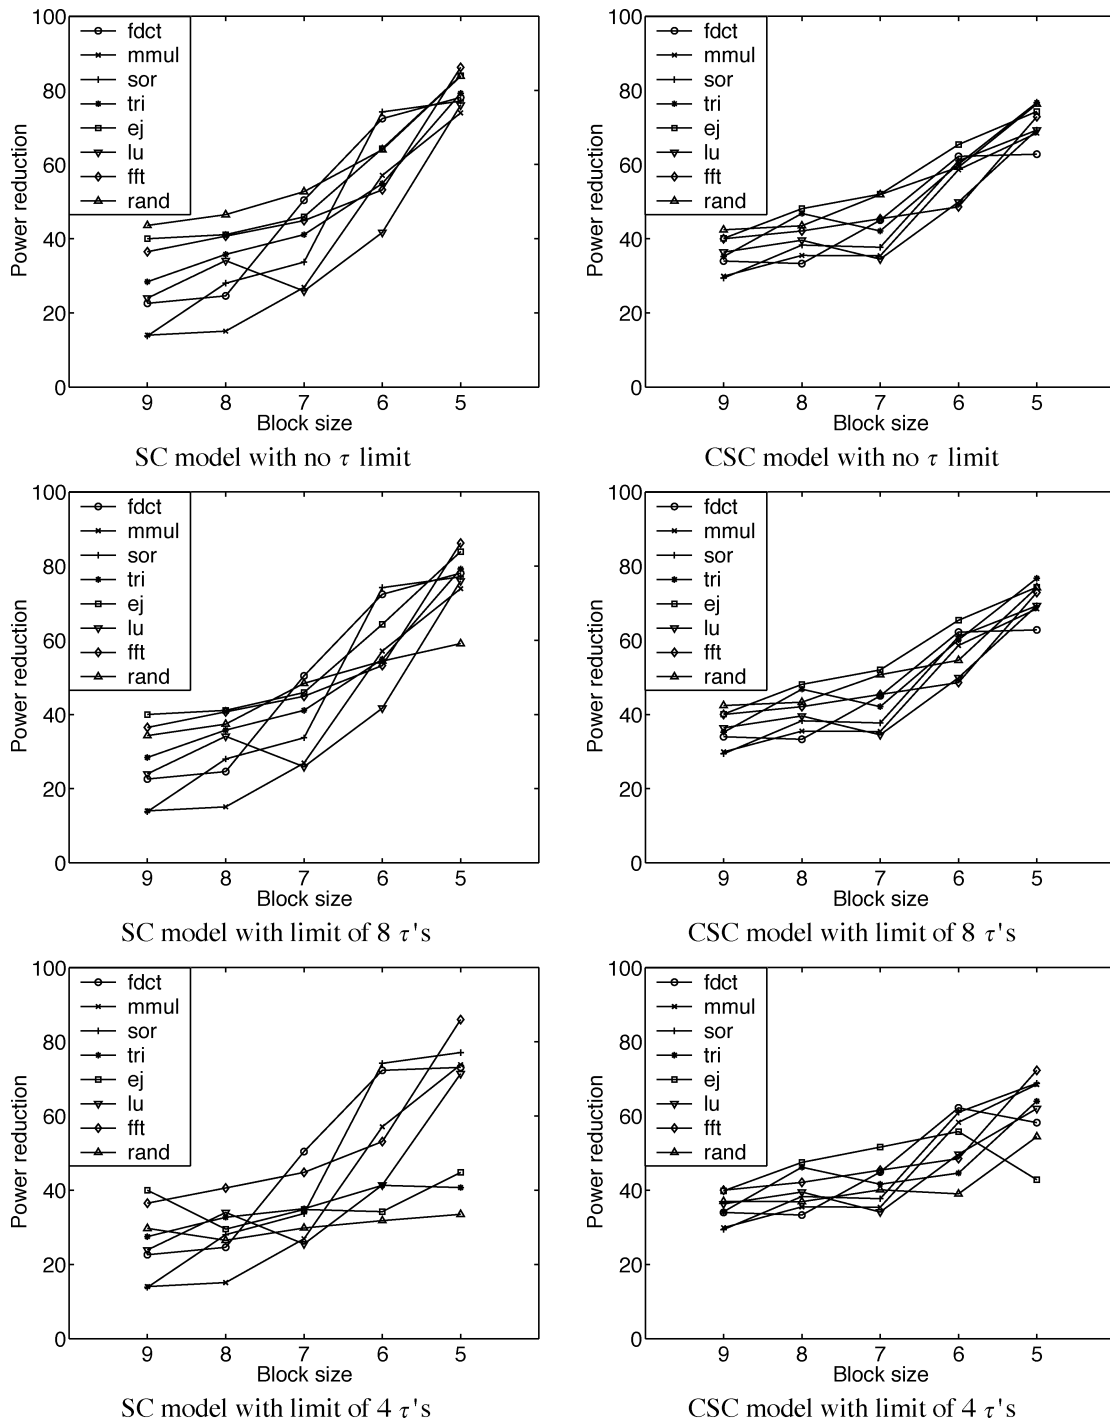 100
80
60
40
20
0
Power reduction
fdct
mmul
sor
tri
ej
lu
fft
rand
9 8 7 6 5
Block size
SC model with no τ limit
100
80
60
40
20
0
Power reduction
fdct
mmul
sor
tri
ej
lu
fft
rand
9 8 7 6 5
Block size
CSC model with no τ limit
100
80
60
40
20
0
Power reduction
fdct
mmul
sor
tri
ej
lu
fft
rand
9 8 7 6 5
Block size
SC model with limit of 8 τ's
100
80
60
40
20
0
Power reduction
fdct
mmul
sor
tri
ej
lu
fft
rand
9 8 7 6 5
Block size
CSC model with limit of 8 τ's
100
80
60
40
20
0
Power reduction
fdct
mmul
sor
tri
ej
lu
fft
rand
9 8 7 6 5
Block size
SC model with limit of 4 τ's
100
80
60
40
20
0
Power reduction
fdct
mmul
sor
tri
ej
lu
fft
rand
9 8 7 6 5
Block size
CSC model with limit of 4 τ's